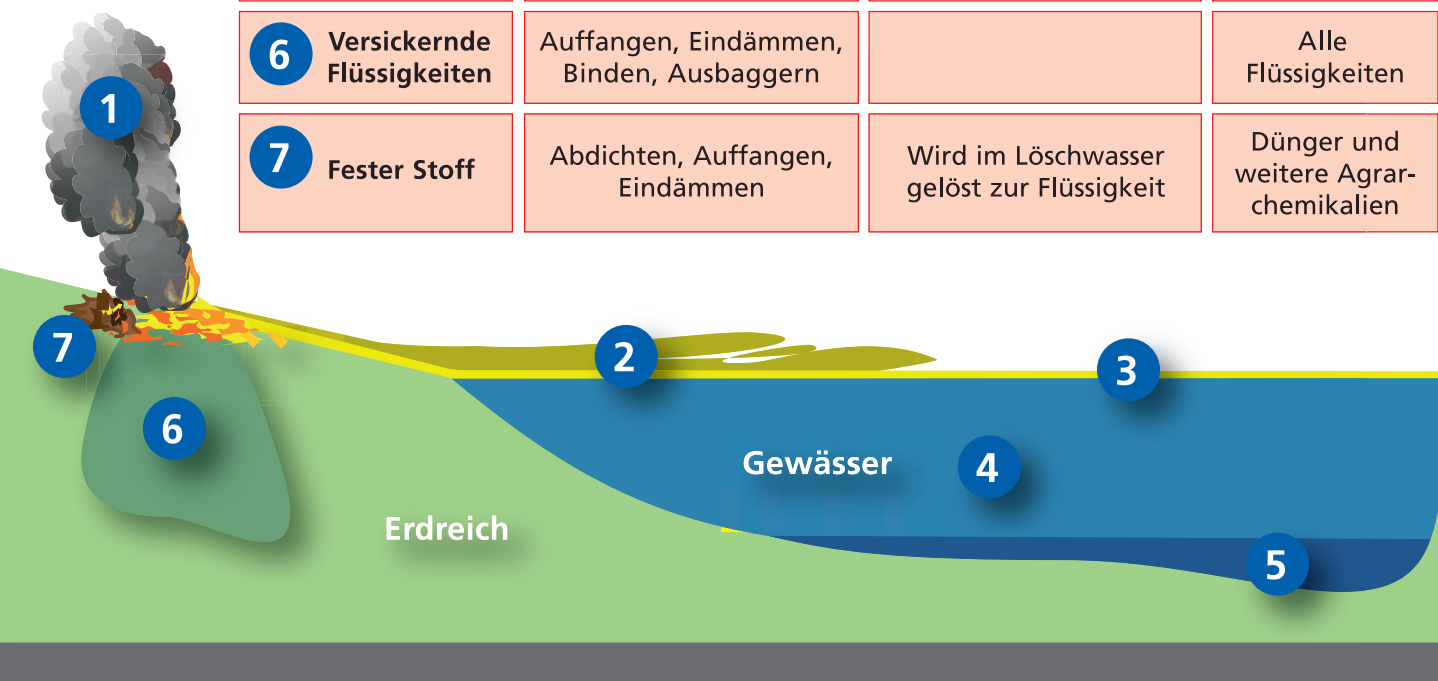 6
Versickernde
Flüssigkeiten
Auffangen, Eindämmen,
Binden, Ausbaggern
Alle
Flüssigkeiten
7
Fester Stoff
Abdichten, Auffangen,
Eindämmen
Wird im Löschwasser
gelöst zur Flüssigkeit
Dünger und
weitere Agrar-
chemikalien
1
7
2
3
6
Gewässer
4
Erdreich
5